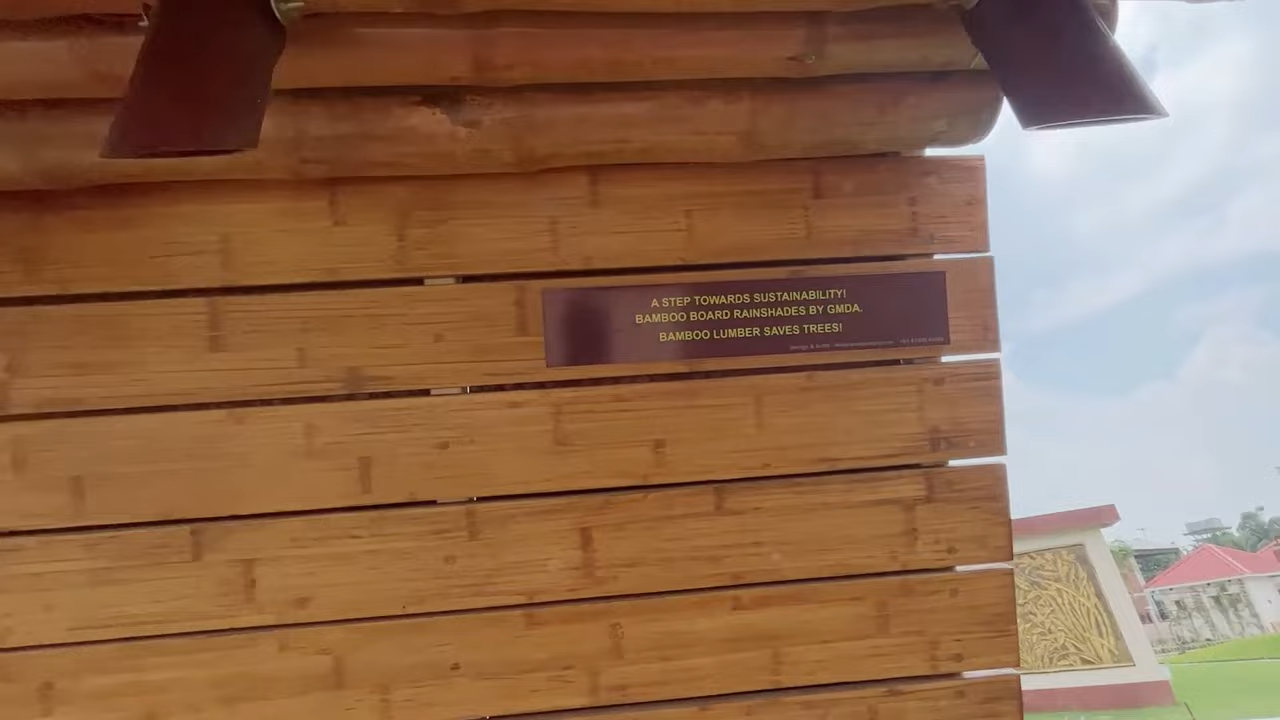 A STEP TOWARDS SUSTAINABILITY!
BAMBOO BOARD RAINSHADES BY GMDA.
BAMBOO LUMBER SAVES TREES!